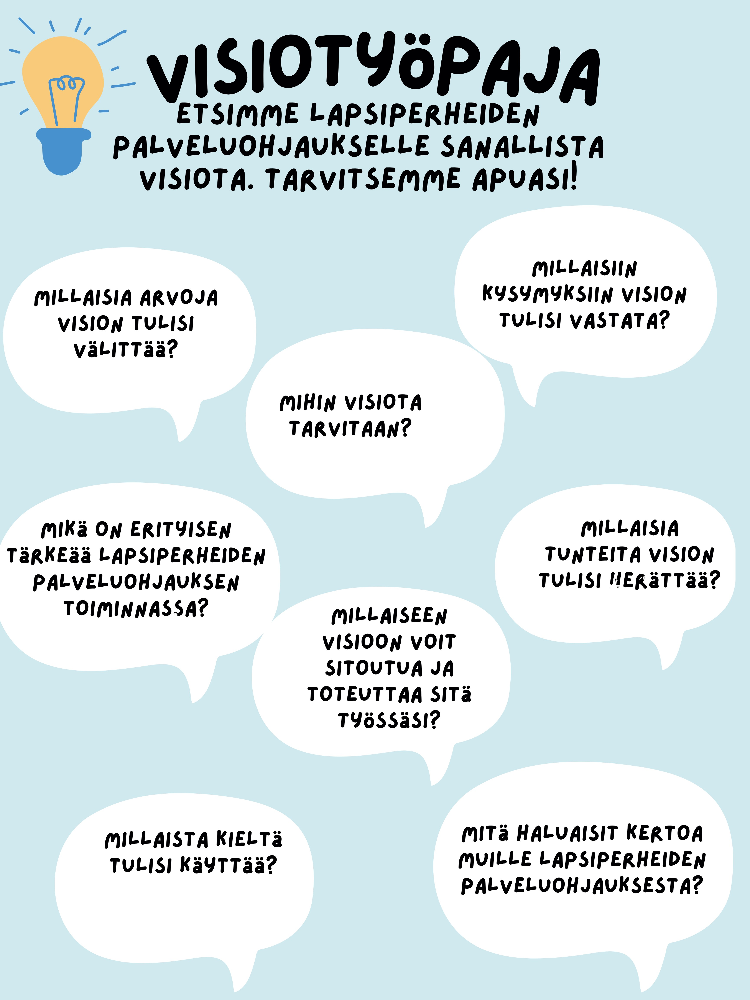 VISIOTYÖPAJA
ETSIMME LAPSIPERHEIDEN
PALVELUOHJAUKSELLE SANALLISTA
VISIOTA. TARVITSEMME APUASI!
MILLAISIA ARVOJA
VISION TULISI
VÄLITTÄÄ?
MILLAISIIN
KYSYMYKSIIN VISION
TULISI VASTATA?
MIHIN VISIOTA
TARVITAAN?
MIKÄ ON ERITYISEN
TÄRKEÄÄ LAPSIPERHEIDEN
PALVELUOHJAUKSEN
TOIMINNASSA?
MILLAISIA
TUNTEITA VISION
TULISI HERÄTTÄÄ?
MILLAISEEN
VISIOON VOIT
SITOUTUA JA
TOTEUTTAA SITÄ
TYÖSSÄSI?
MILLAISTA KIELTÄ
TULISI KÄYTTÄÄ?
MITÄ HALUAISIT KERTOA
MUILLE LAPSIPERHEIDEN
PALVELUOHJAUKSESTA?